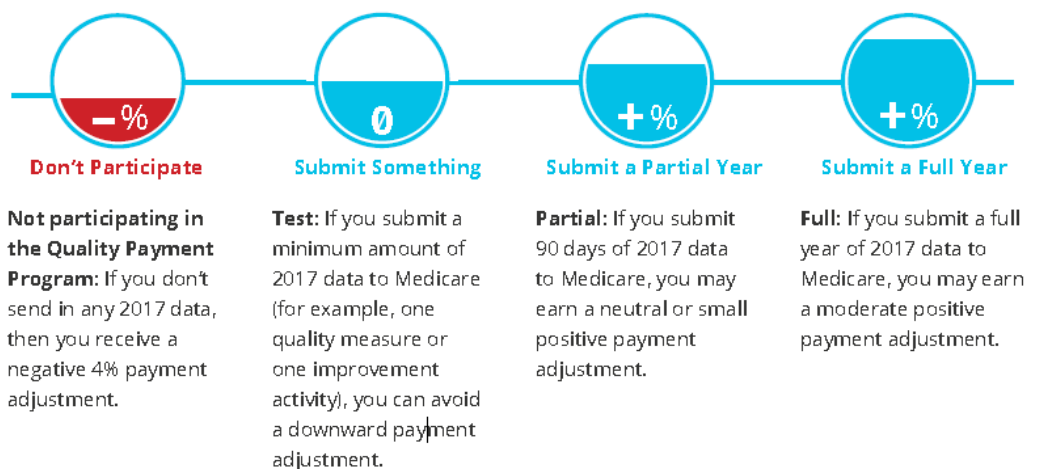 – %
0
+ %
+ %
Don't Participate
Submit Something
Submit a Partial Year
Submit a Full Year
Not participating in
the Quality Payment
Program: If you don't
send in any 2017 data,
then you receive a
negative 4% payment
adjustment.
Test: If you submit a
minimum amount of
2017 data to Medicare
(for example, one
quality measure or
one improvement
activity), you can avoid
a downward payment
adjustment.
Partial: If you submit
90 days of 2017 data
to Medicare, you may
earn a neutral or small
positive payment
adjustment.
Full: If you submit a full
year of 2017 data to
Medicare, you may earn
a moderate positive
payment adjustment.